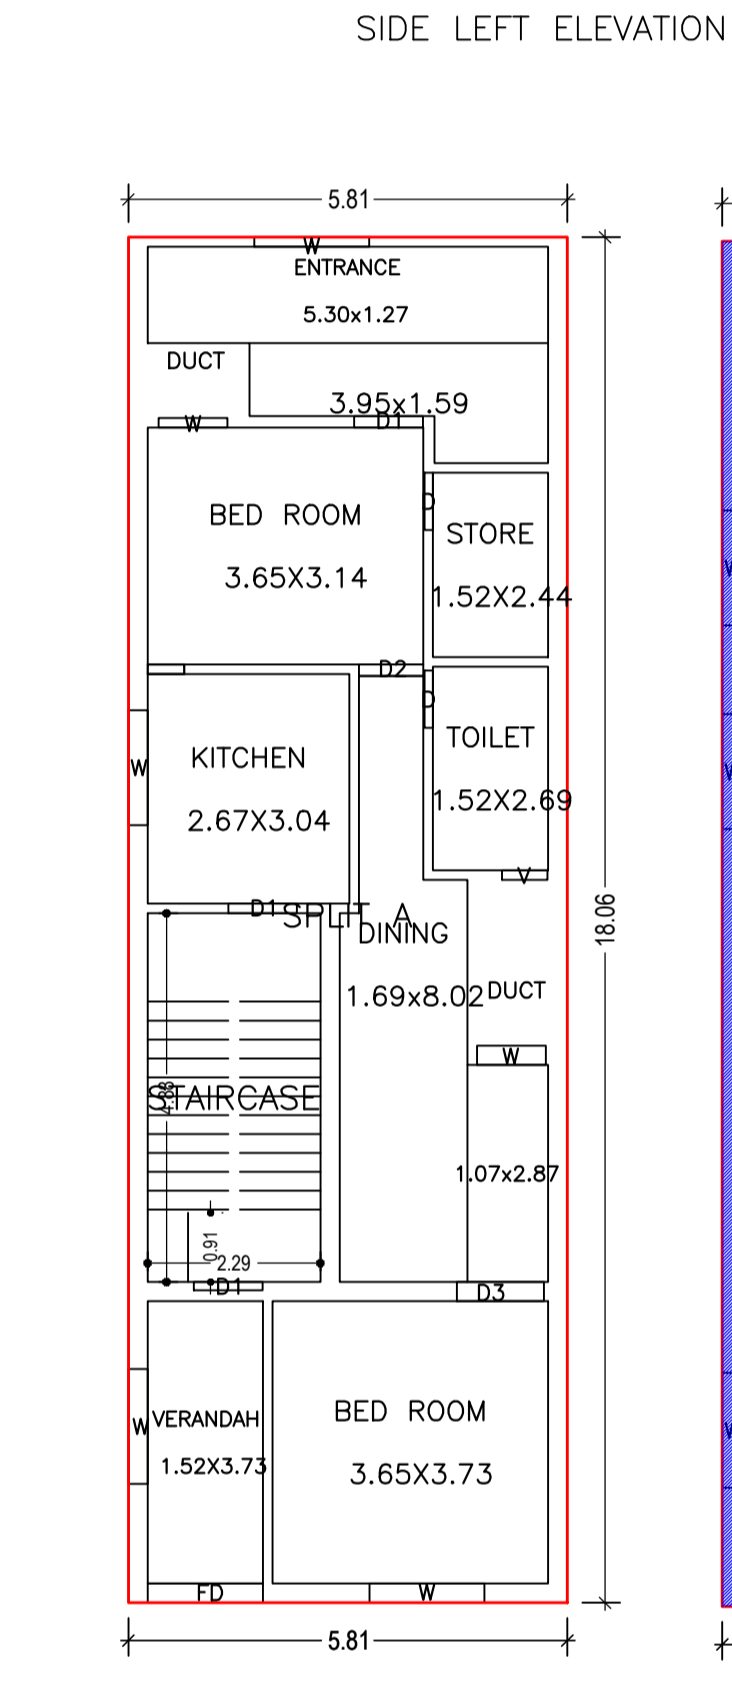 SIDE LEFT ELEVATION
5.81
W
ENTRANCE
5.30x1.27
DUCT
3.95x1.59
W
D1
BED ROOM
3.65X3.14
D
STORE
1.52X2.44
D2
D
W
KITCHEN
2.67X3.04
TOILET
1.52X2.69
V
D1
SPLIT A
DINING
1.69x8.02
DUCT
18.06
W
STAIRCASE
4.88
1.07x2.87
0.91
2.29
D1
D3
W
VERANDAH
1.52X3.73
BED ROOM
3.65X3.73
FD
W
5.81